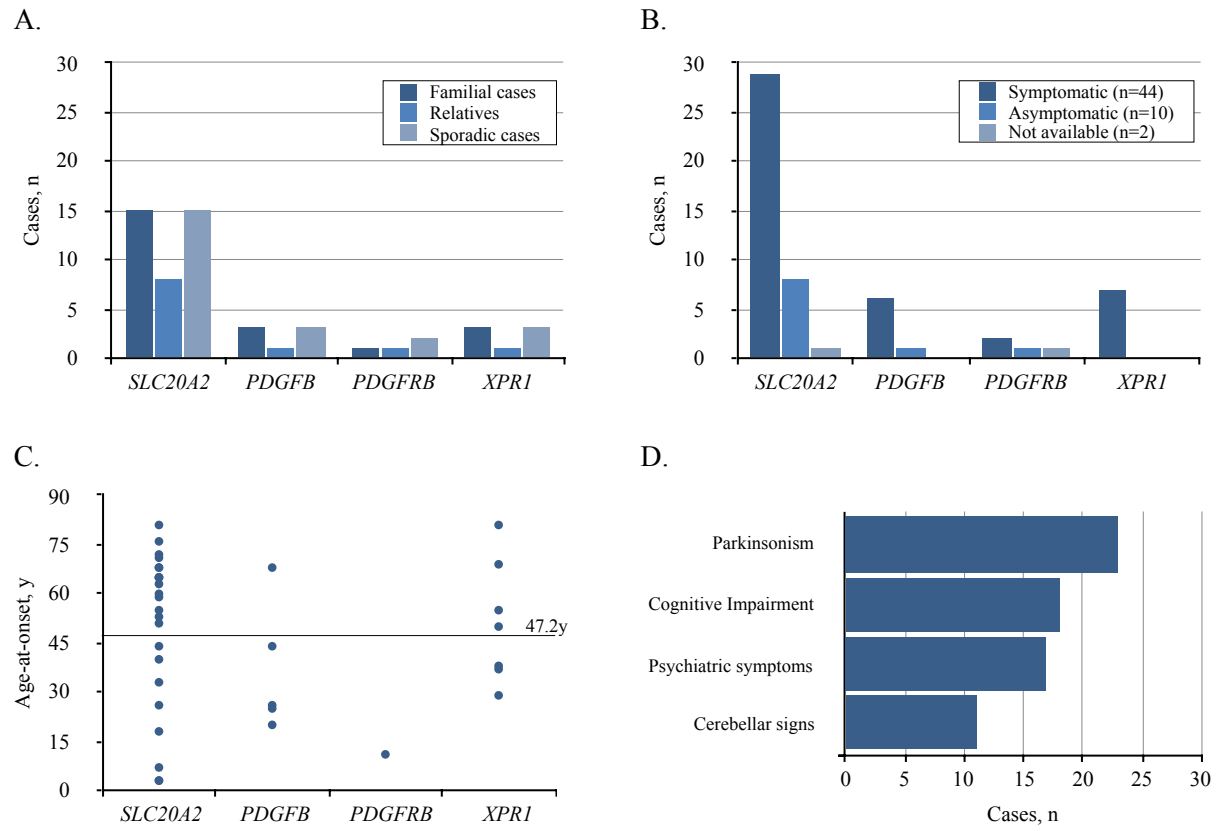 A.
30
25
20
15
10
5
0
Cases, n
Familial cases
Relatives
Sporadic cases
SLC20A2 PDGFB PDGFRB XPR1
B.
30
25
20
15
10
5
0
Cases, n
Symptomatic (n=44)
Asymptomatic (n=10)
Not available (n=2)
SLC20A2 PDGFB PDGFRB XPR1
C.
90
75
60
45
30
15
0
Age-at-onset, y
47.2y
SLC20A2 PDGFB PDGFRB XPR1
D.
Parkinsonism
Cognitive Impairment
Psychiatric symptoms
Cerebellar signs
0 5 10 15 20 25 30
Cases, n